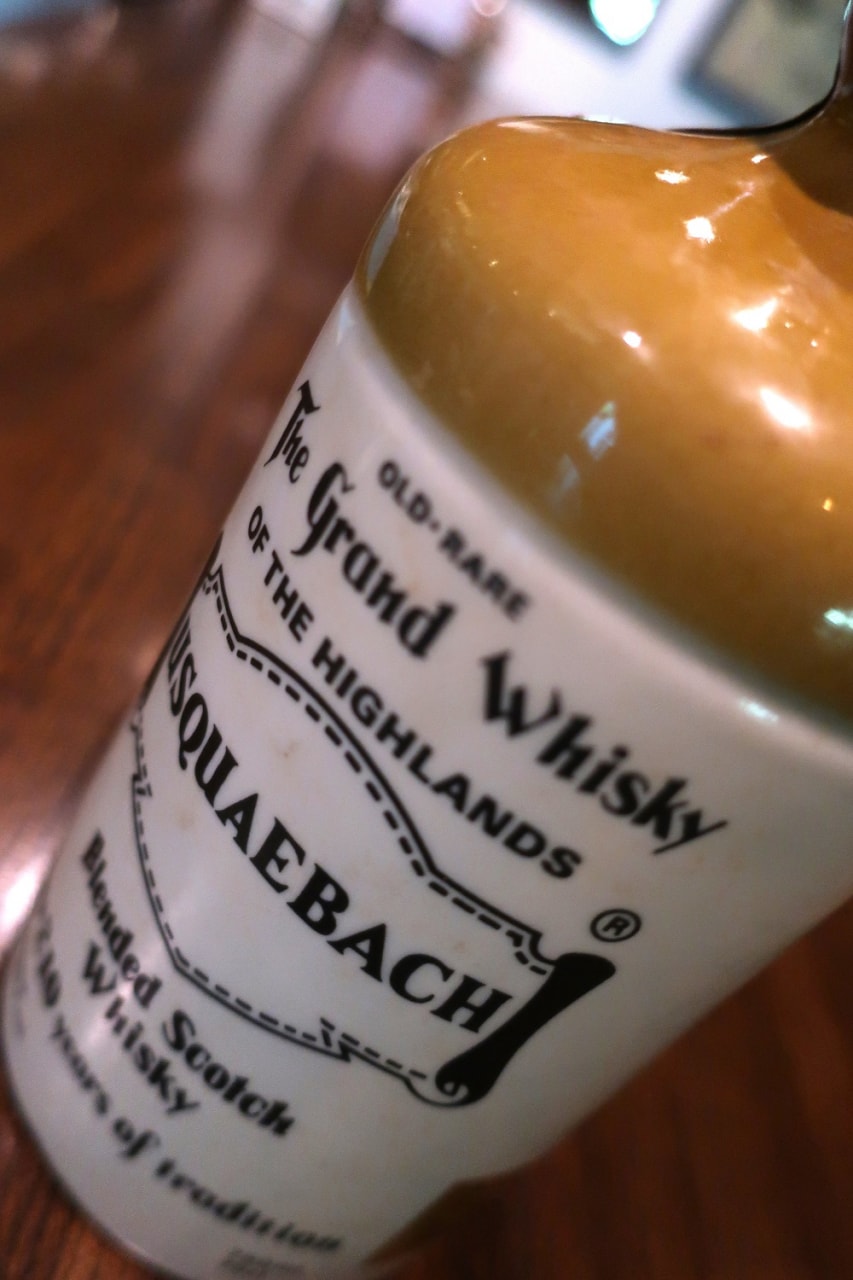 OLD-RARE
The Grand Whisky
OF THE HIGHLANDS
USQUAEBACH
®
Blended Scotch
Whisky
years of tradition